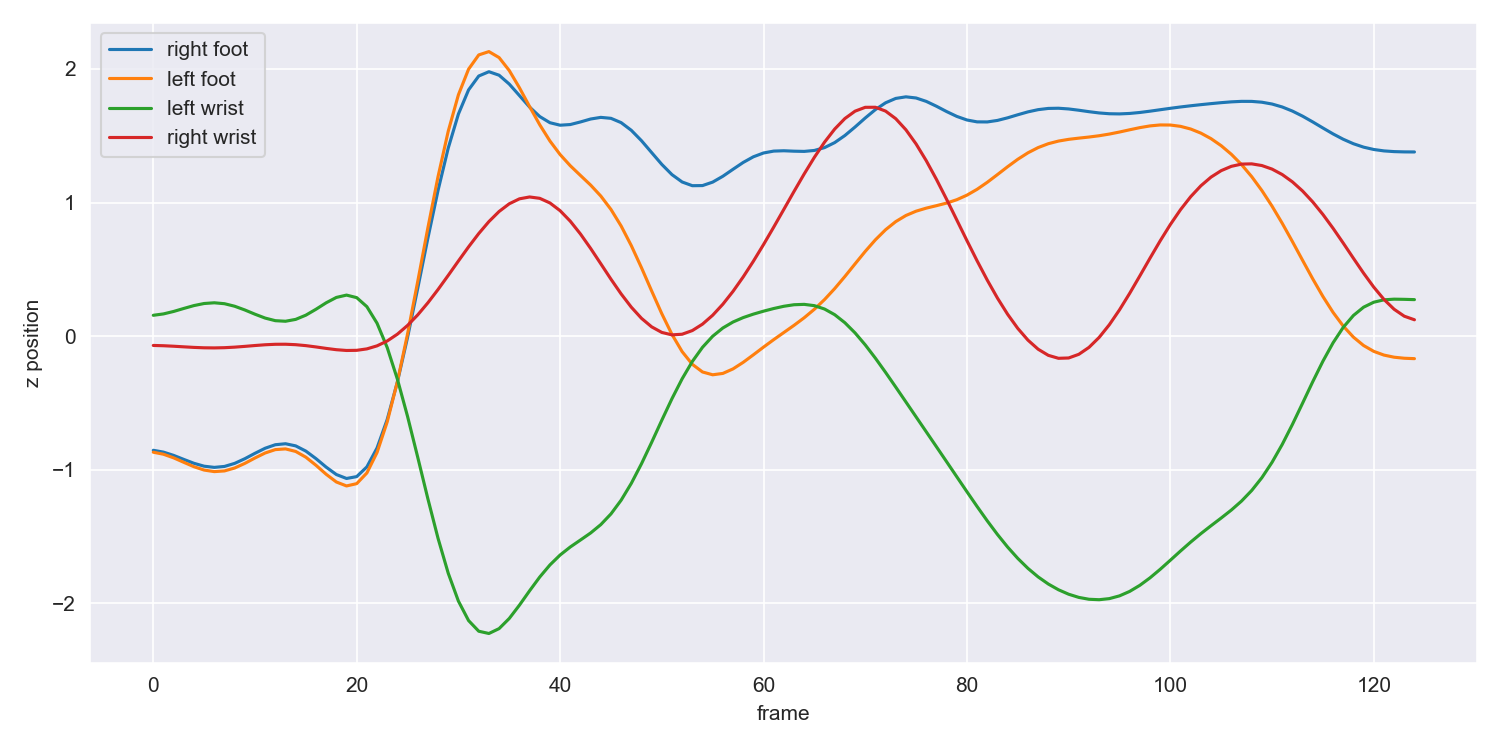 right foot
left foot
left wrist
right wrist
z position
2
1
0
−1
−2
0 20 40 60 80 100 120
frame